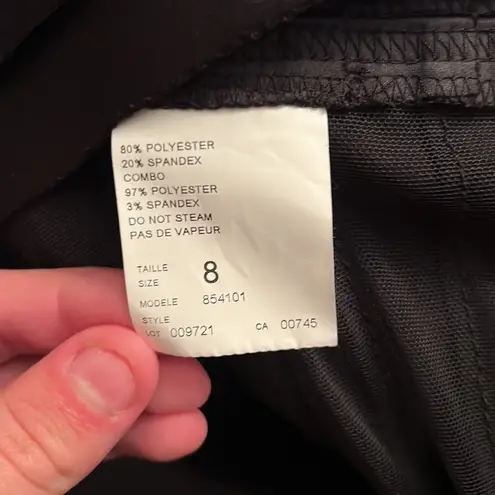 80% POLYESTER
20% SPANDEX
COMBO
97% POLYESTER
3% SPANDEX
DO NOT STEAM
PAS DE VAPEUR
TAILLE
SIZE 8
MODELE 854101
STYLE
LOT 009721 CA 00745